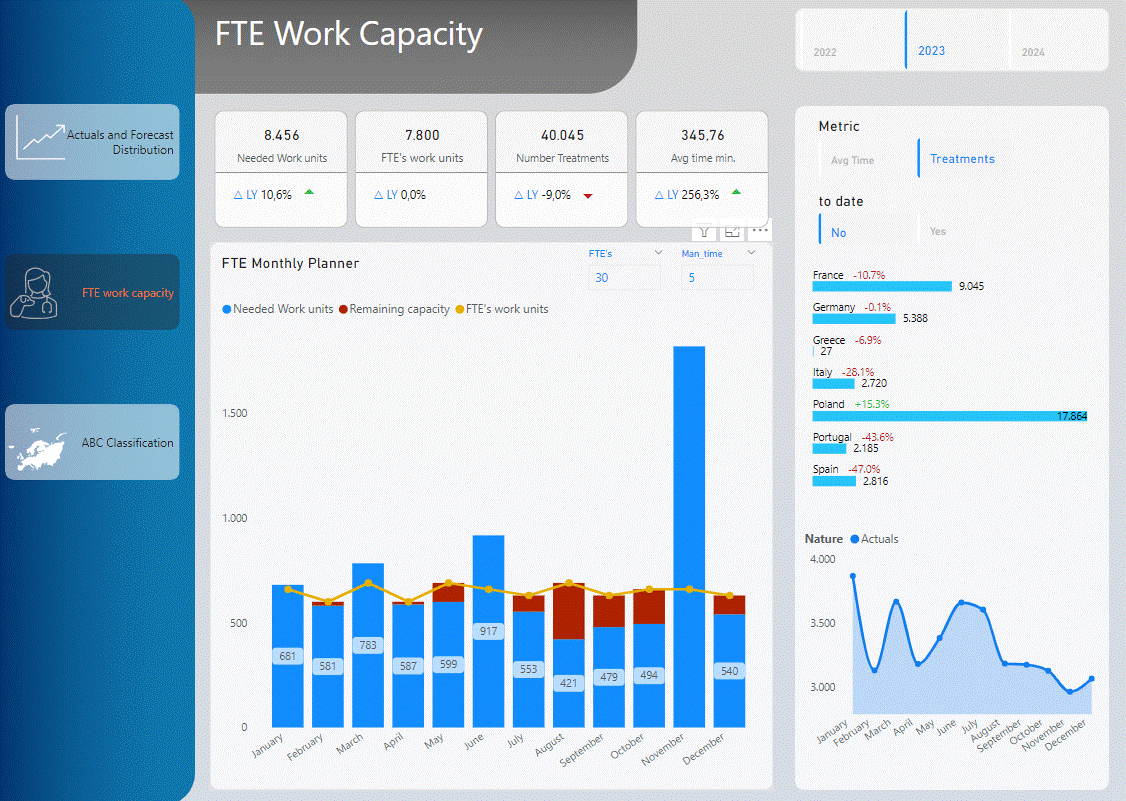 FTE Work Capacity
2022
2023
2024
Actuals and Forecast
Distribution
FTE work capacity
ABC Classification
8.456
Needed Work units
△ LY 10,6%
7.800
FTE's work units
△ LY 0,0%
40.045
Number Treatments
△ LY -9,0%
345,76
Avg time min.
△ LY 256,3%
Metric
Avg Time
Treatments
to date
No
Yes
FTE Monthly Planner
FTE's
30
Man_time
5
Needed Work units Remaining capacity FTE's work units
1.500
1.000
500
0
681
581
783
587
599
917
553
421
479
494
540
January
February
March
April
May
June
July
August
September
October
November
December
France -10.7%
9.045
Germany -0.1%
5.388
Greece -6.9%
27
Italy -28.1%
2.720
Poland +15.3%
17.864
Portugal -43.6%
2.185
Spain -47.0%
2.816
Nature Actuals
4.000
3.500
3.000
January
February
March
April
May
June
July
August
September
October
November
December